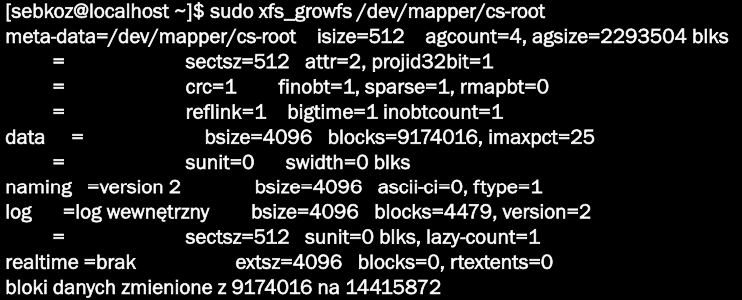 [sebkoz@localhost ~]$ sudo xfs_growfs /dev/mapper/cs-root
meta-data=/dev/mapper/cs-root isize=512 agcount=4, agsize=2293504 blks
= sectsz=512 attr=2, projid32bit=1
= crc=1 finobt=1, sparse=1, rmapbt=0
= reflink=1 bigtime=1 inobtcount=1
data = bsize=4096 blocks=9174016, imaxpct=25
= sunit=0 swidth=0 blks
naming =version 2 bsize=4096 ascii-ci=0, ftype=1
log =log wewnętrzny bsize=4096 blocks=4479, version=2
= sectsz=512 sunit=0 blks, lazy-count=1
realtime =brak extsz=4096 blocks=0, rtextents=0
bloki danych zmienione z 9174016 na 14415872